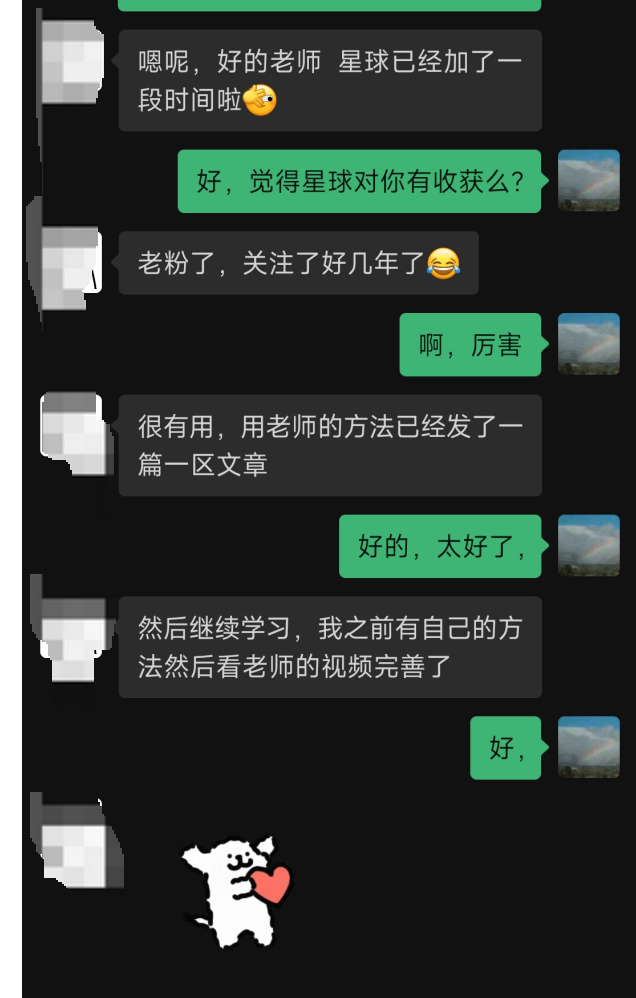 嗯呢，好的老师 星球已经加了一
段时间啦
好，觉得星球对你有收获么？
老粉了，关注了好几年了
啊，厉害
很有用，用老师的方法已经发了一
篇一区文章
好的，太好了，
然后继续学习，我之前有自己的方
法然后看老师的视频完善了
好，